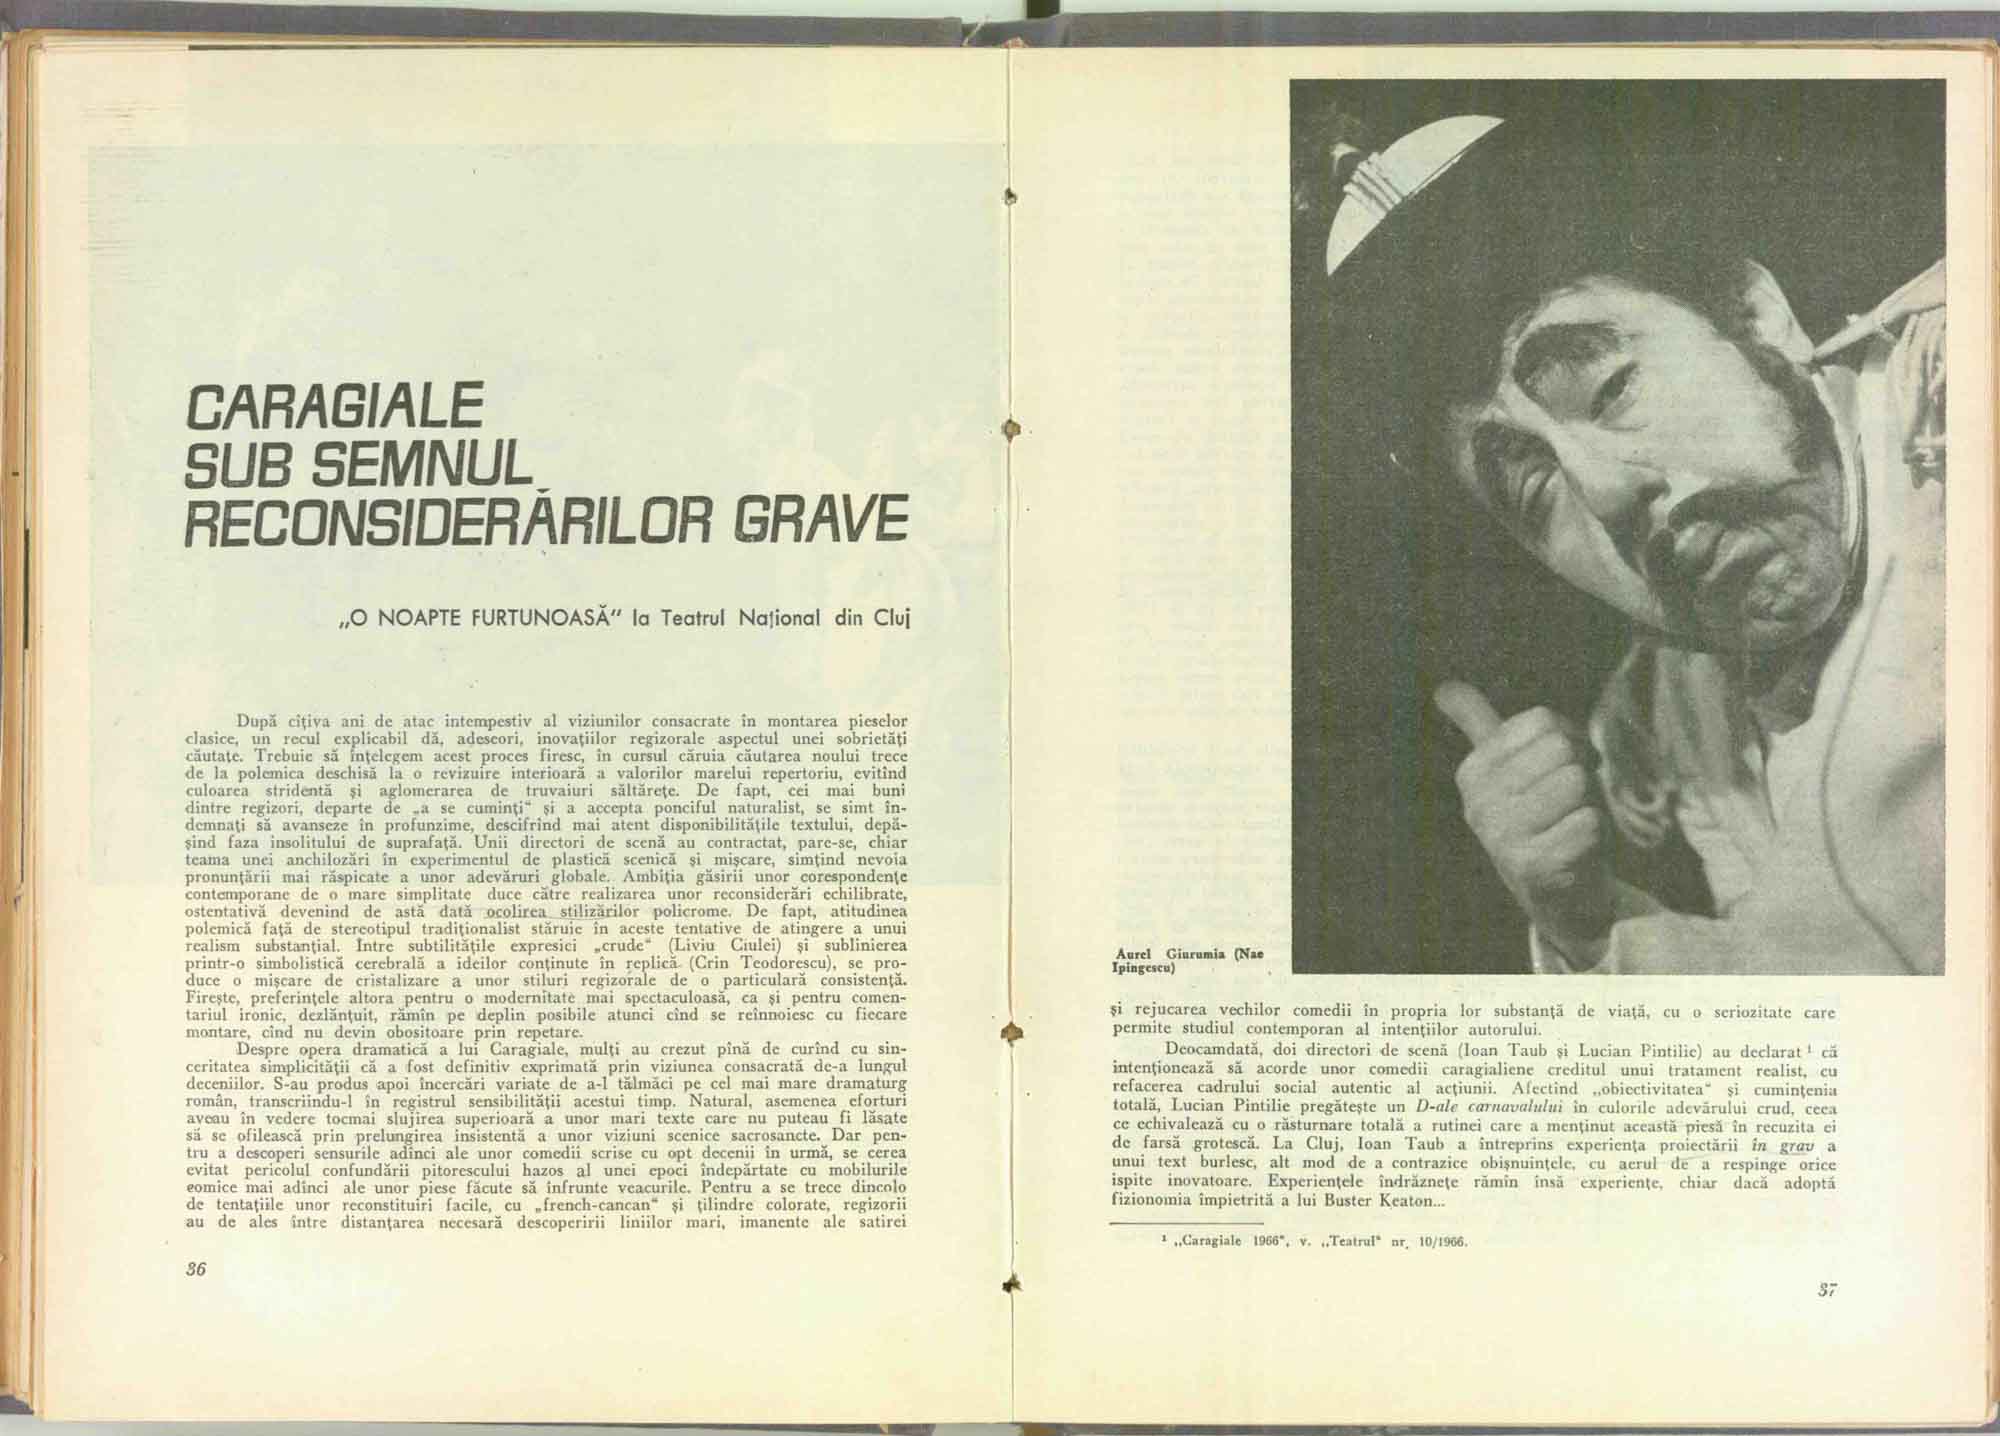 CARAGIALE
SUB SEMNUL
RECONSIDERĂRILOR GRAVE
„O NOAPTE FURTUNOASĂ" la Teatrul Național din Cluj
După cîțiva ani de atac intempestiv al viziunilor consacrate în montarea pieselor
clasice, un recul explicabil dă, adeseori, inovațiilor regizorale aspectul unei sobrietăți
căutate. Trebuie să înțelegem acest proces firesc, în cursul căruia căutarea noului trece
de la polemica deschisă la o revizuire interioară a valorilor marelui repertoriu, evitînd
culoarea stridentă și aglomerarea de truvaiuri săltărețe. De fapt, cei mai buni
dintre regizori, departe de „a se cuminți“ și a accepta ponciful naturalist, se simt în-
demnați să avanseze în profunzime, descifrînd mai atent disponibilitățile textului, depă-
șind faza insolitului de suprafață. Unii directori de scenă au contractat, pare-se, chiar
teama unei anchilozări în experimentul de plastică scenică și mișcare, simțind nevoia
pronunțării mai răspicate a unor adevăruri globale. Ambiția găsirii unor corespondențe
contemporane de o mare simplitate duce către realizarea unor reconsiderări echilibrate,
ostentativă devenind de astă dată ocolirea stilizărilor policrome. De fapt, atitudinea
polemică față de stereotipul tradiționalist stăruie în aceste tentative de atingere a unui
realism substanțial. Intre subtilitățile expresiei „crude“ (Liviu Ciulei) și sublinierea
printr-o simbolistică cerebrală a ideilor conținute în replică (Crin Teodorescu), se pro-
duce o mișcare de cristalizare a unor stiluri regizorale de o particulară consistență.
Firește, preferințele altora pentru o modernitate mai spectaculoasă, ca și pentru comen-
tariul ironic, dezlănțuit, rămîn pe deplin posibile atunci cînd se reînnoiesc cu fiecare
montare, cînd nu devin obositoare prin repetare.
Despre opera dramatică a lui Caragiale, mulți au crezut pînă de curînd cu sin-
ceritatea simplicității că a fost definitiv exprimată prin viziunea consacrată de-a lungul
deceniilor. S-au produs apoi încercări variate de a-l tălmăci pe cel mai mare dramaturg
român, transcriindu-l în registrul sensibilității acestui timp. Natural, asemenea eforturi
aveau în vedere tocmai slujirea superioară a unor mari texte care nu puteau fi lăsate
să se ofilească prin prelungirea insistentă a unor viziuni scenice sacrosancte. Dar pen-
tru a descoperi sensurile adînci ale unor comedii scrise cu opt decenii în urmă, se cerea
evitat pericolul confundării pitorescului hazos al unei epoci îndepărtate cu mobilurile
comice mai adînci ale unor piese făcute să înfrunte veacurile. Pentru a se trece dincolo
de tentațiile unor reconstituiri facile, cu „french-cancan“ și țilindre colorate, regizorii
au de ales între distanțarea necesară descoperirii liniilor mari, imanente ale satirei
36
Aurel Giurumia (Nae
Ipingescu)
și rejucarea vechilor comedii în propria lor substanță de viață, cu o seriozitate care
permite studiul contemporan al intențiilor autorului.
Deocamdată, doi directori de scenă (Ioan Taub și Lucian Pintilie) au declarat ¹ că
intenționează să acorde unor comedii caragialiene creditul unui tratament realist, cu
refacerea cadrului social autentic al acțiunii. Afectînd „obiectivitatea“ și cumințenia
totală, Lucian Pintilie pregătește un D-ale carnavalului în culorile adevărului crud, ceea
ce echivalează cu o răsturnare totală a rutinei care a menținut această piesă în recuzita ei
de farsă grotescă. La Cluj, Ioan Taub a întreprins experiența proiectării în grav a
unui text burlesc, alt mod de a contrazice obișnuințele, cu aerul de a respinge orice
ispite inovatoare. Experiențele îndrăznețe rămîn însă experiențe, chiar dacă adoptă
fizionomia împietrită a lui Buster Keaton...
¹ „Caragiale 1966“, v. „Teatrul“ nr. 10/1966.
37